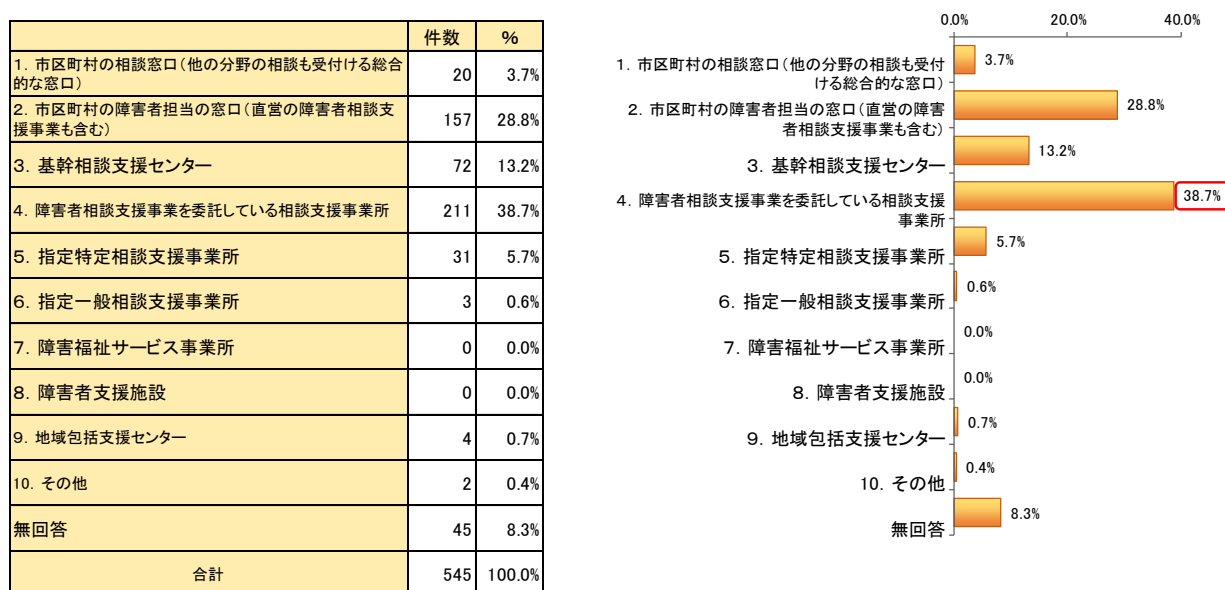 件数 %
1. 市区町村の相談窓口(他の分野の相談も受付ける総合
的な窓口) 20 3.7%
2. 市区町村の障害者担当の窓口(直営の障害者相談支
援事業も含む) 157 28.8%
3. 基幹相談支援センター 72 13.2%
4. 障害者相談支援事業を委託している相談支援事業所 211 38.7%
5. 指定特定相談支援事業所 31 5.7%
6. 指定一般相談支援事業所 3 0.6%
7. 障害福祉サービス事業所 0 0.0%
8. 障害者支援施設 0 0.0%
9. 地域包括支援センター 4 0.7%
10. その他 2 0.4%
無回答 45 8.3%
合計 545 100.0%
0.0% 20.0% 40.0%
1. 市区町村の相談窓口(他の分野の相談も受付
ける総合的な窓口) 3.7%
2. 市区町村の障害者担当の窓口(直営の障害
者相談支援事業も含む) 28.8%
3. 基幹相談支援センター 13.2%
4. 障害者相談支援事業を委託している相談支援
事業所 38.7%
5. 指定特定相談支援事業所 5.7%
6. 指定一般相談支援事業所 0.6%
7. 障害福祉サービス事業所 0.0%
8. 障害者支援施設 0.0%
9. 地域包括支援センター 0.7%
10. その他 0.4%
無回答 8.3%